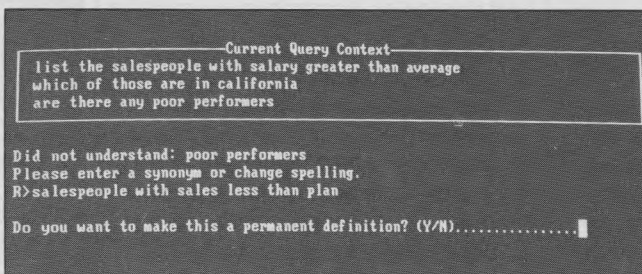 Current Query Context
list the salespeople with salary greater than average
which of those are in california
are there any poor performers
Did not understand: poor performers
Please enter a synonym or change spelling.
R>salespeople with sales less than plan
Do you want to make this a permanent definition? (Y/N)................